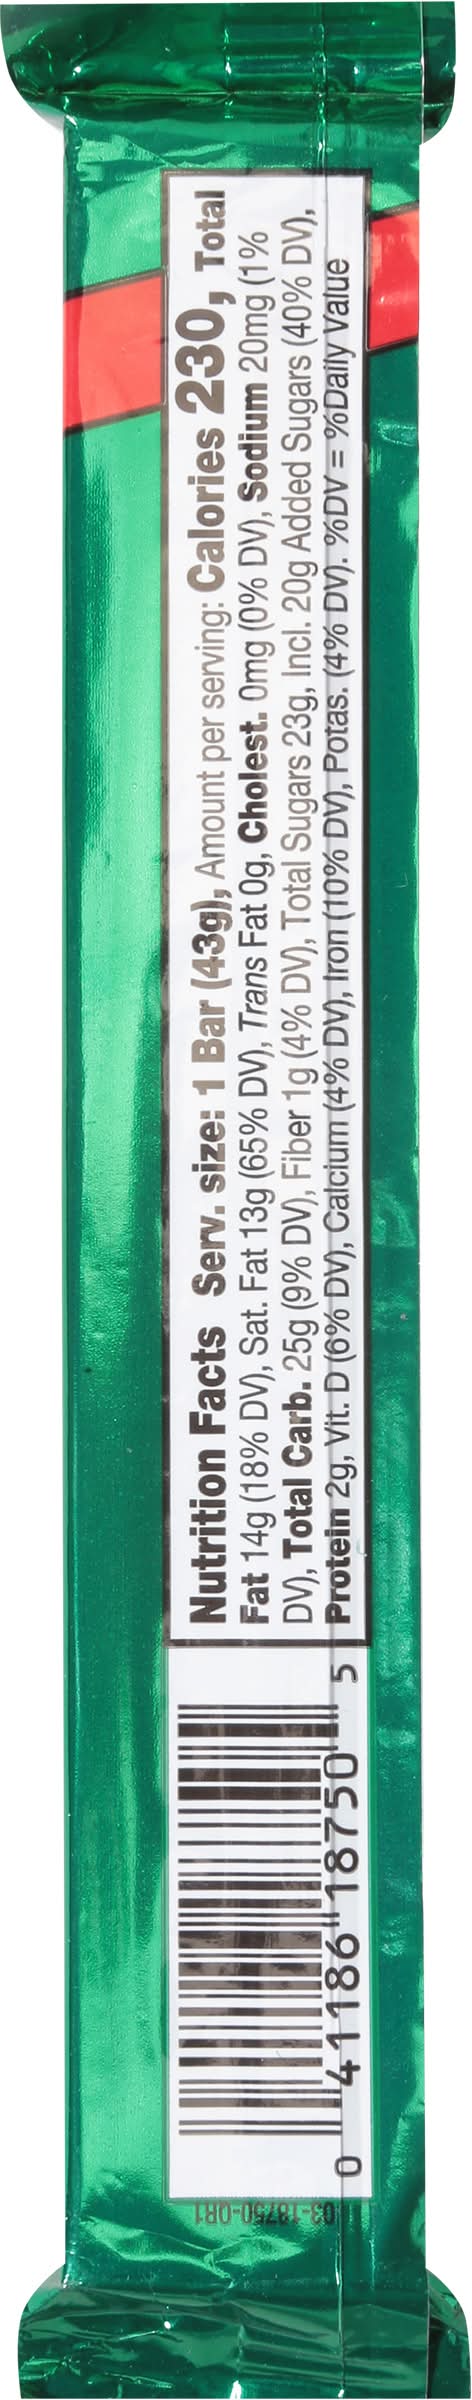 Nutrition Facts Serv. size: 1 Bar (43g), Amount per serving: Calories 230, Total
Fat 14g (18% DV), Sat. Fat 13g (65% DV), Trans Fat 0g, Cholest. 0mg (0% DV), Sodium 20mg (1%
DV), Total Carb. 25g (9% DV), Fiber 1g (4% DV), Total Sugars 23g, Incl. 20g Added Sugars (40% DV),
Protein 2g, Vit. D (6% DV), Calcium (4% DV), Iron (10% DV), Potas. (4% DV). %DV = %Daily Value
0 41186 18750 5
03-18750-QR1